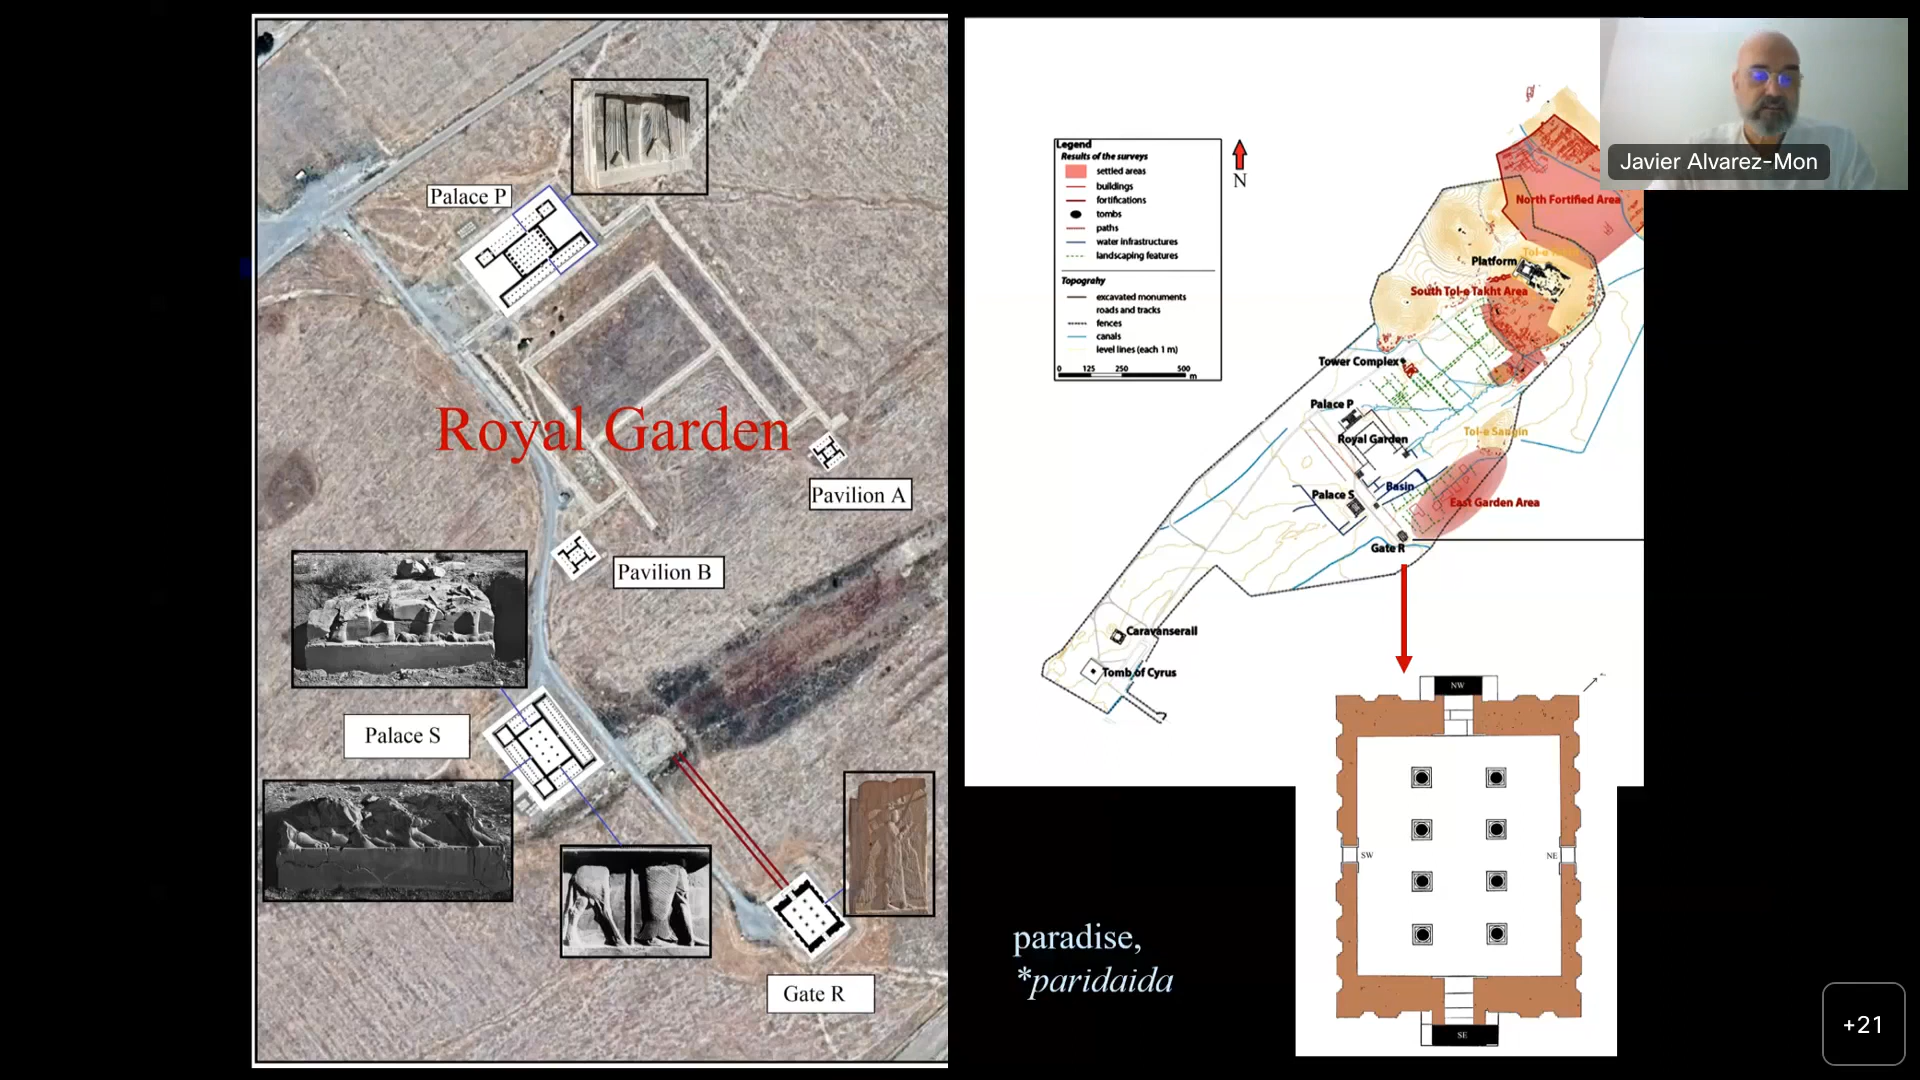 Palace P
Royal Garden
Pavilion A
Pavilion B
Palace S
Gate R
Legend
Results of the surveys
settled areas
buildings
fortifications
tombs
paths
water infrastructures
landscaping features
Topograhy
excavated monuments
roads and tracks
fences
canals
level lines (each 1 m)
0 125 250 500
m
N
North Fortified Area
Platform
South Tol-e Takht Area
Tower Complex
Palace P
Royal Garden
Tol-e Sangin
Basin
Palace S
East Garden Area
Gate R
Caravanserail
Tomb of Cyrus
NW
SW
NE
SE
paradise,
*paridaida
Javier Alvarez-Mon
+21